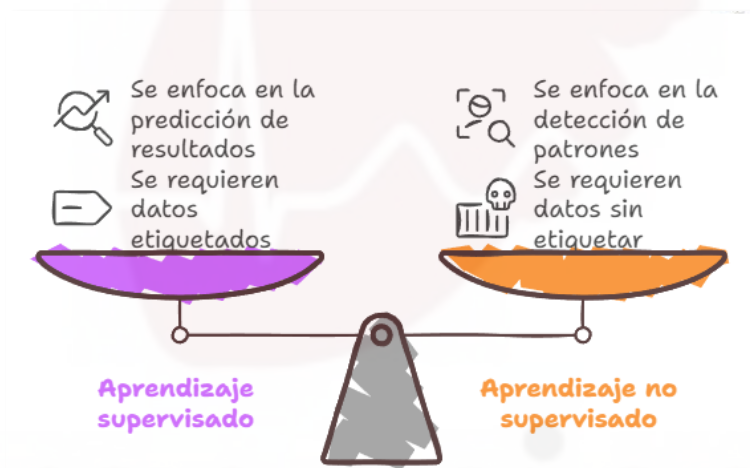 Se enfoca en la
predicción de
resultados
Se requieren
datos
etiquetados
Se enfoca en la
detección de
patrones
Se requieren
datos sin
etiquetar
Aprendizaje
supervisado
Aprendizaje no
supervisado